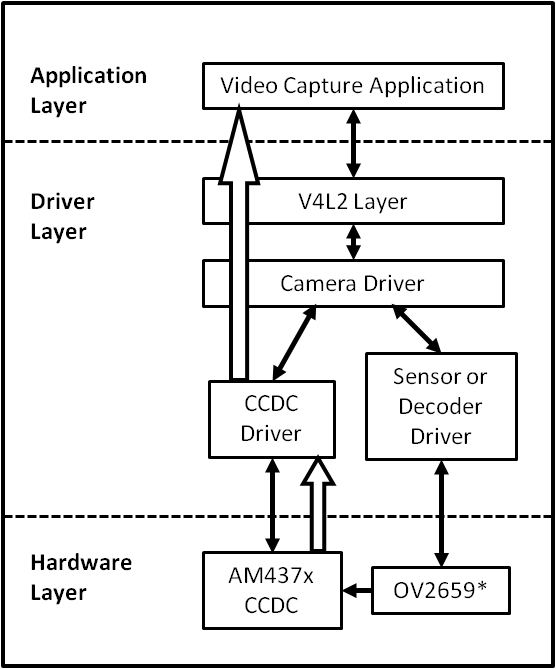 Application
Layer
Video Capture Application
Driver
Layer
V4L2 Layer
Camera Driver
CCDC
Driver
Sensor or
Decoder
Driver
Hardware
Layer
AM437x
CCDC
OV2659*